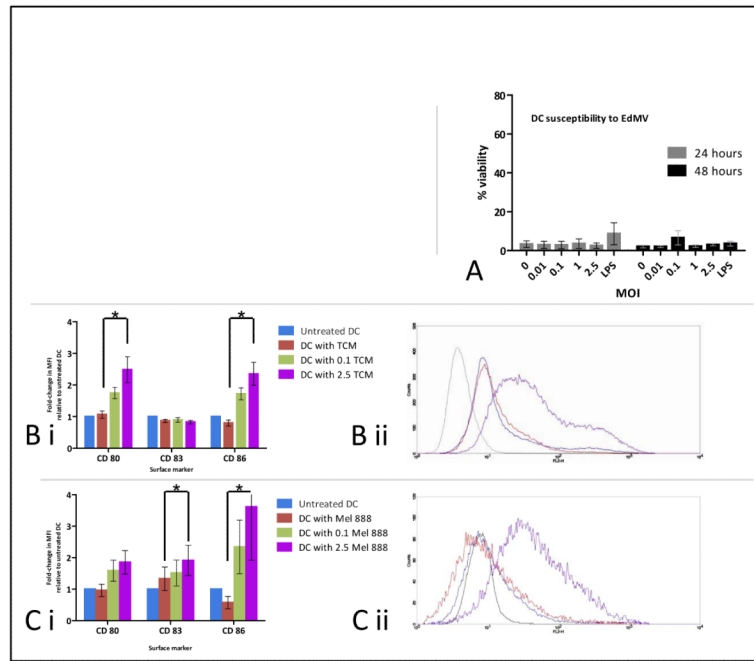 DC susceptibility to EdMV
80
60
40
20
0
% viability
24 hours
48 hours
0 0.01 0.1 1 2.5 LPS 0 0.01 0.1 1 2.5 LPS
MOI
A
Fold-change in MFI
relative to untreated DC
4
3
2
1
0
*
*
CD 80 CD 83 CD 86
Surface marker
Untreated DC
DC with TCM
DC with 0.1 TCM
DC with 2.5 TCM
B i
B ii
Counts
FL2-H
Fold-change in MFI
relative to untreated DC
4
3
2
1
0
*
*
CD 80 CD 83 CD 86
Surface marker
Untreated DC
DC with Mel 888
DC with 0.1 Mel 888
DC with 2.5 Mel 888
C i
C ii
Counts
FL2-H